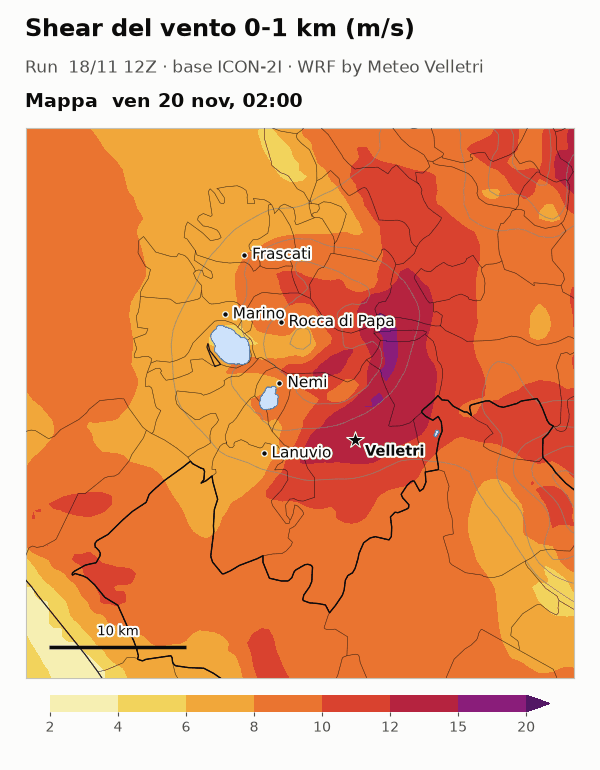 Shear del vento 0-1 km (m/s)
Run 18/11 12Z · base ICON-2I · WRF by Meteo Velletri
Mappa ven 20 nov, 02:00
Frascati
Marino
Rocca di Papa
Nemi
Lanuvio
Velletri
10 km
2 4 6 8 10 12 15 20